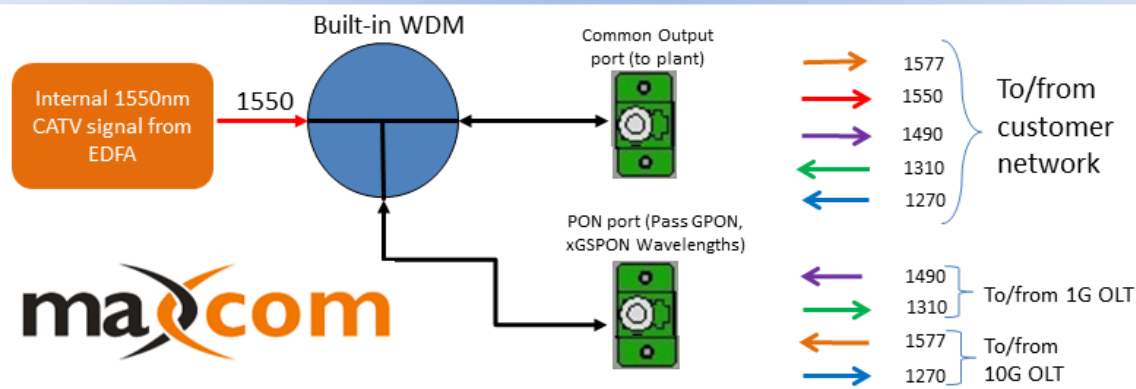 Built-in WDM
Internal 1550nm
CATV signal from
EDFA
1550
Common Output
port (to plant)
1577
1550
1490
1310
1270
To/from
customer
network
PON port (Pass GPON,
xGSPON Wavelengths)
1490
1310
To/from 1G OLT
1577
1270
To/from
10G OLT
maxcom